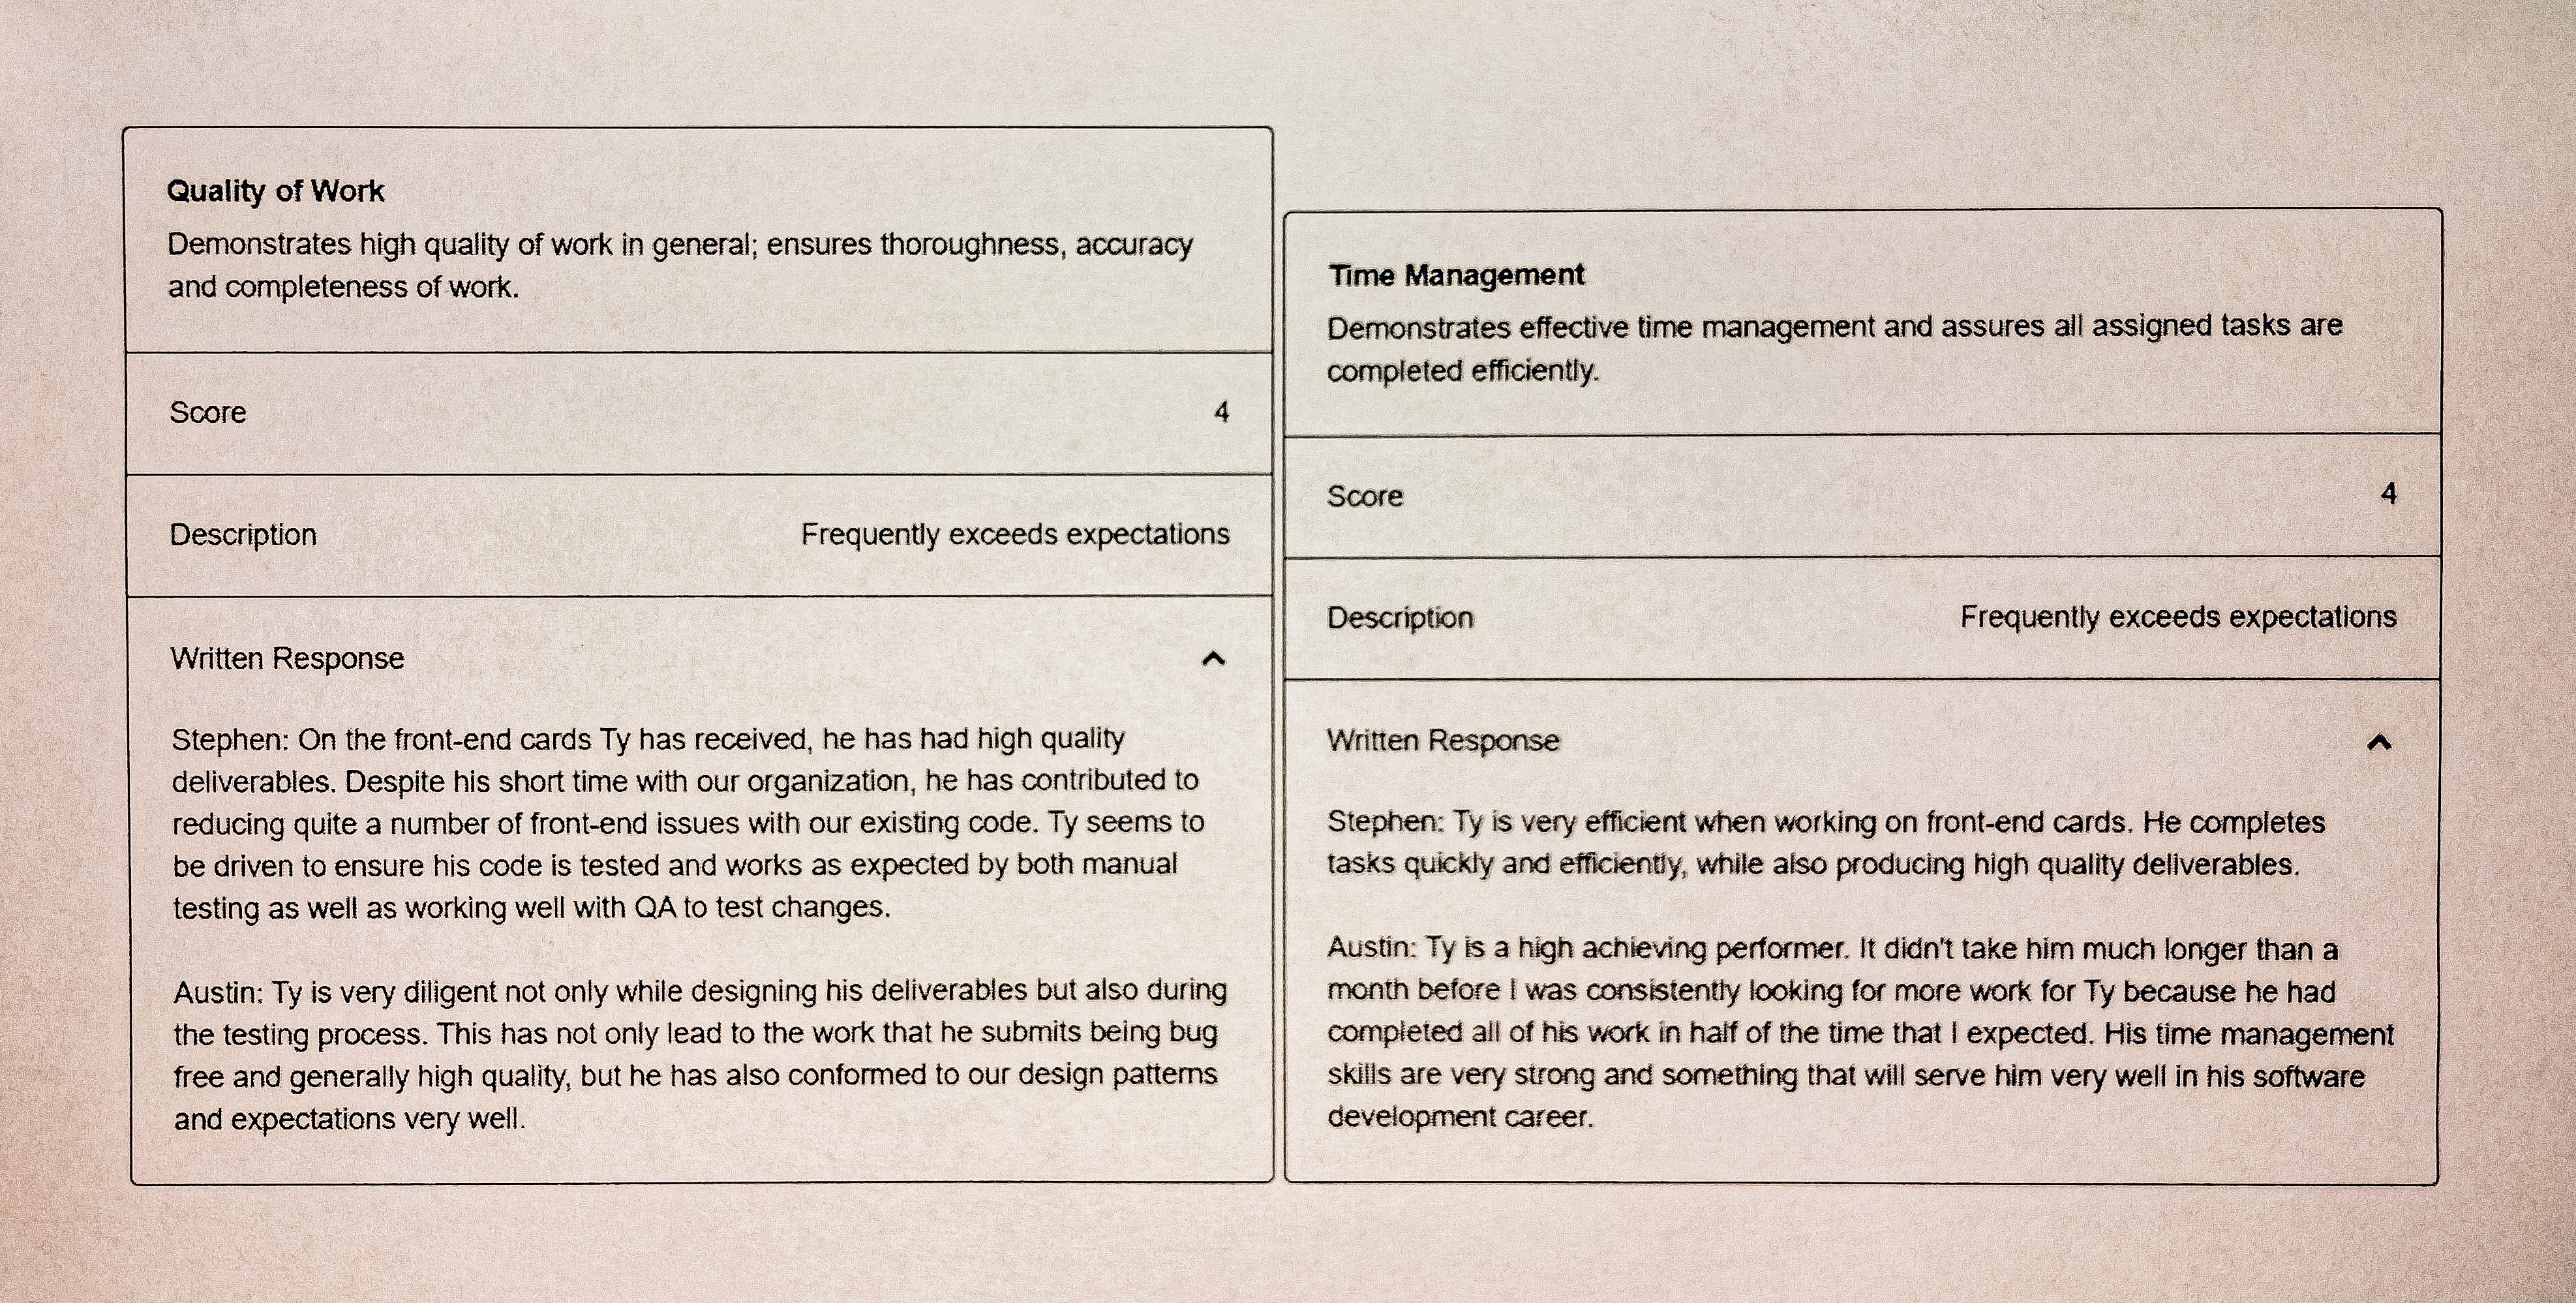 Quality of Work
Demonstrates high quality of work in general; ensures thoroughness, accuracy
and completeness of work.
Score 4
Description Frequently exceeds expectations
Written Response
Stephen: On the front-end cards Ty has received, he has had high quality
deliverables. Despite his short time with our organization, he has contributed to
reducing quite a number of front-end issues with our existing code. Ty seems to
be driven to ensure his code is tested and works as expected by both manual
testing as well as working well with QA to test changes.
Austin: Ty is very diligent not only while designing his deliverables but also during
the testing process. This has not only lead to the work that he submits being bug
free and generally high quality, but he has also conformed to our design patterns
and expectations very well.
Time Management
Demonstrates effective time management and assures all assigned tasks are
completed efficiently.
Score 4
Description Frequently exceeds expectations
Written Response
Stephen: Ty is very efficient when working on front-end cards. He completes
tasks quickly and efficiently, while also producing high quality deliverables.
Austin: Ty is a high achieving performer. It didn't take him much longer than a
month before I was consistently looking for more work for Ty because he had
completed all of his work in half of the time that I expected. His time management
skills are very strong and something that will serve him very well in his software
development career.